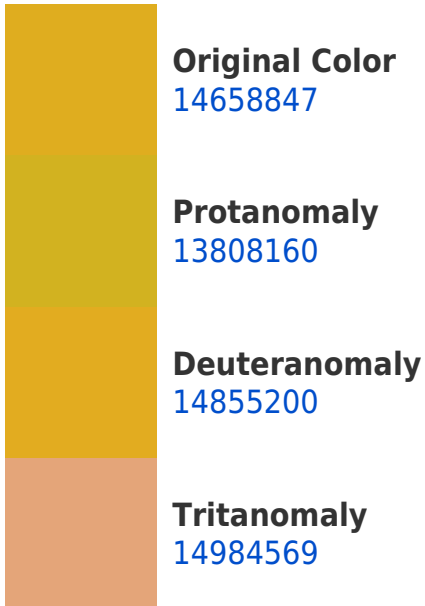 Original Color
14658847
Protanomaly
13808160
Deuteranomaly
14855200
Tritanomaly
14984569